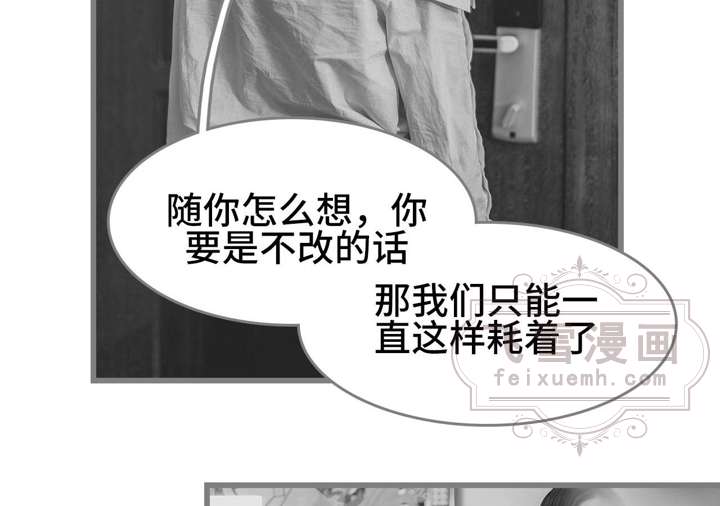 随你怎么想，你
要是不改的话
那我们只能一
直这样耗着了
飞雪漫画
feixuemh.com